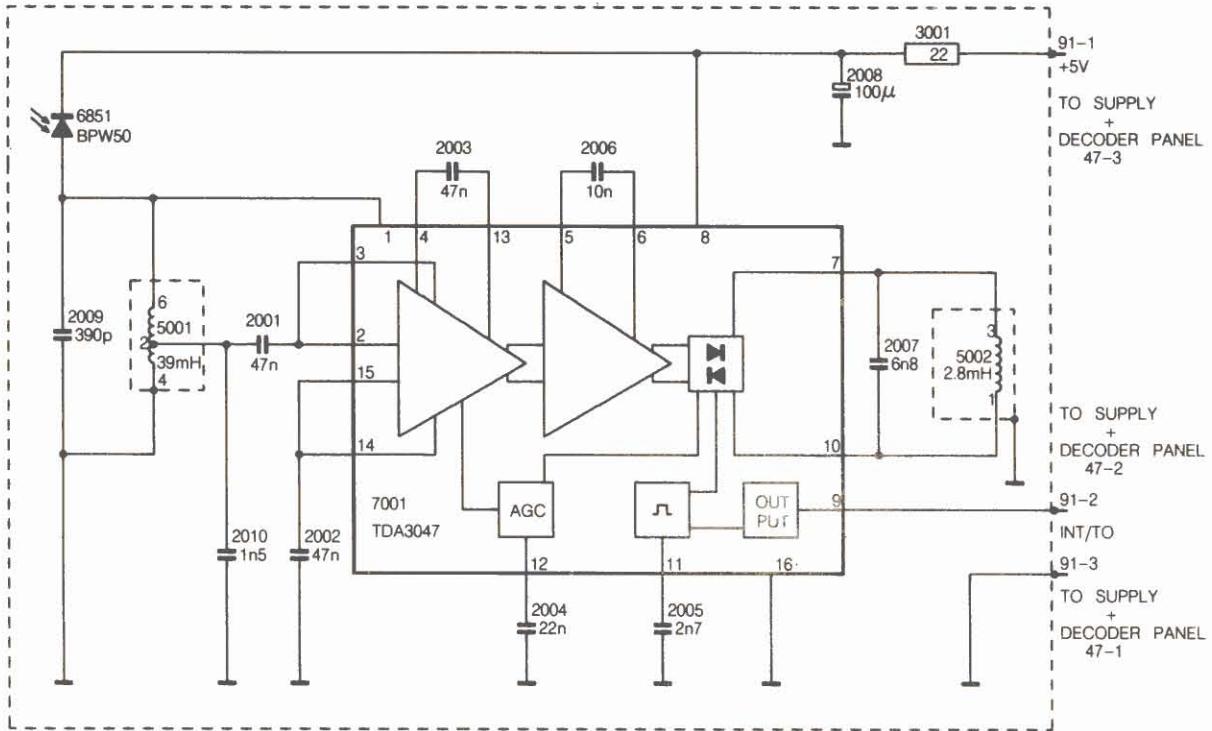 3001
22
91-1
+5V
2008
100μ
TO SUPPLY
+
DECODER PANEL
47-3
6851
BPW50
2003
47n
2006
10n
1
4
13
5
6
8
3
7
6
5001
2
39mH
4
2009
390p
2001
47n
2
15
14
2007
6n8
3
5002
2.8mH
1
10
TO SUPPLY
+
DECODER PANEL
47-2
7001
TDA3047
AGC
OUT
PUT
9
91-2
INT/TO
2010
1n5
2002
47n
12
11
16
91-3
2004
22n
2005
2n7
TO SUPPLY
+
DECODER PANEL
47-1